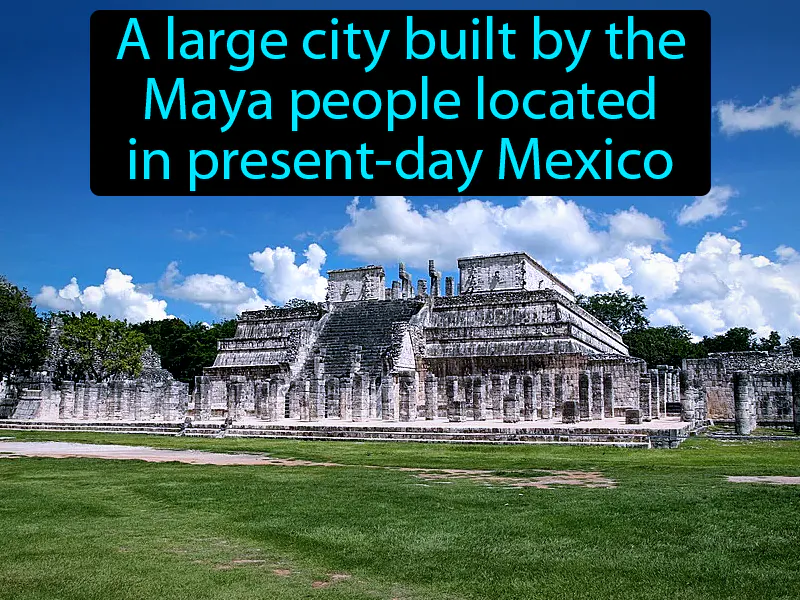 A large city built by the
Maya people located
in present-day Mexico